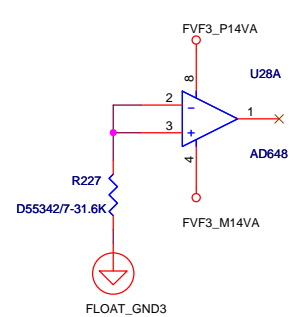 FVF3_P14VA
8
U28A
2
1
3
AD648
4
R227
D55342/7-31.6K
FVF3_M14VA
FLOAT_GND3